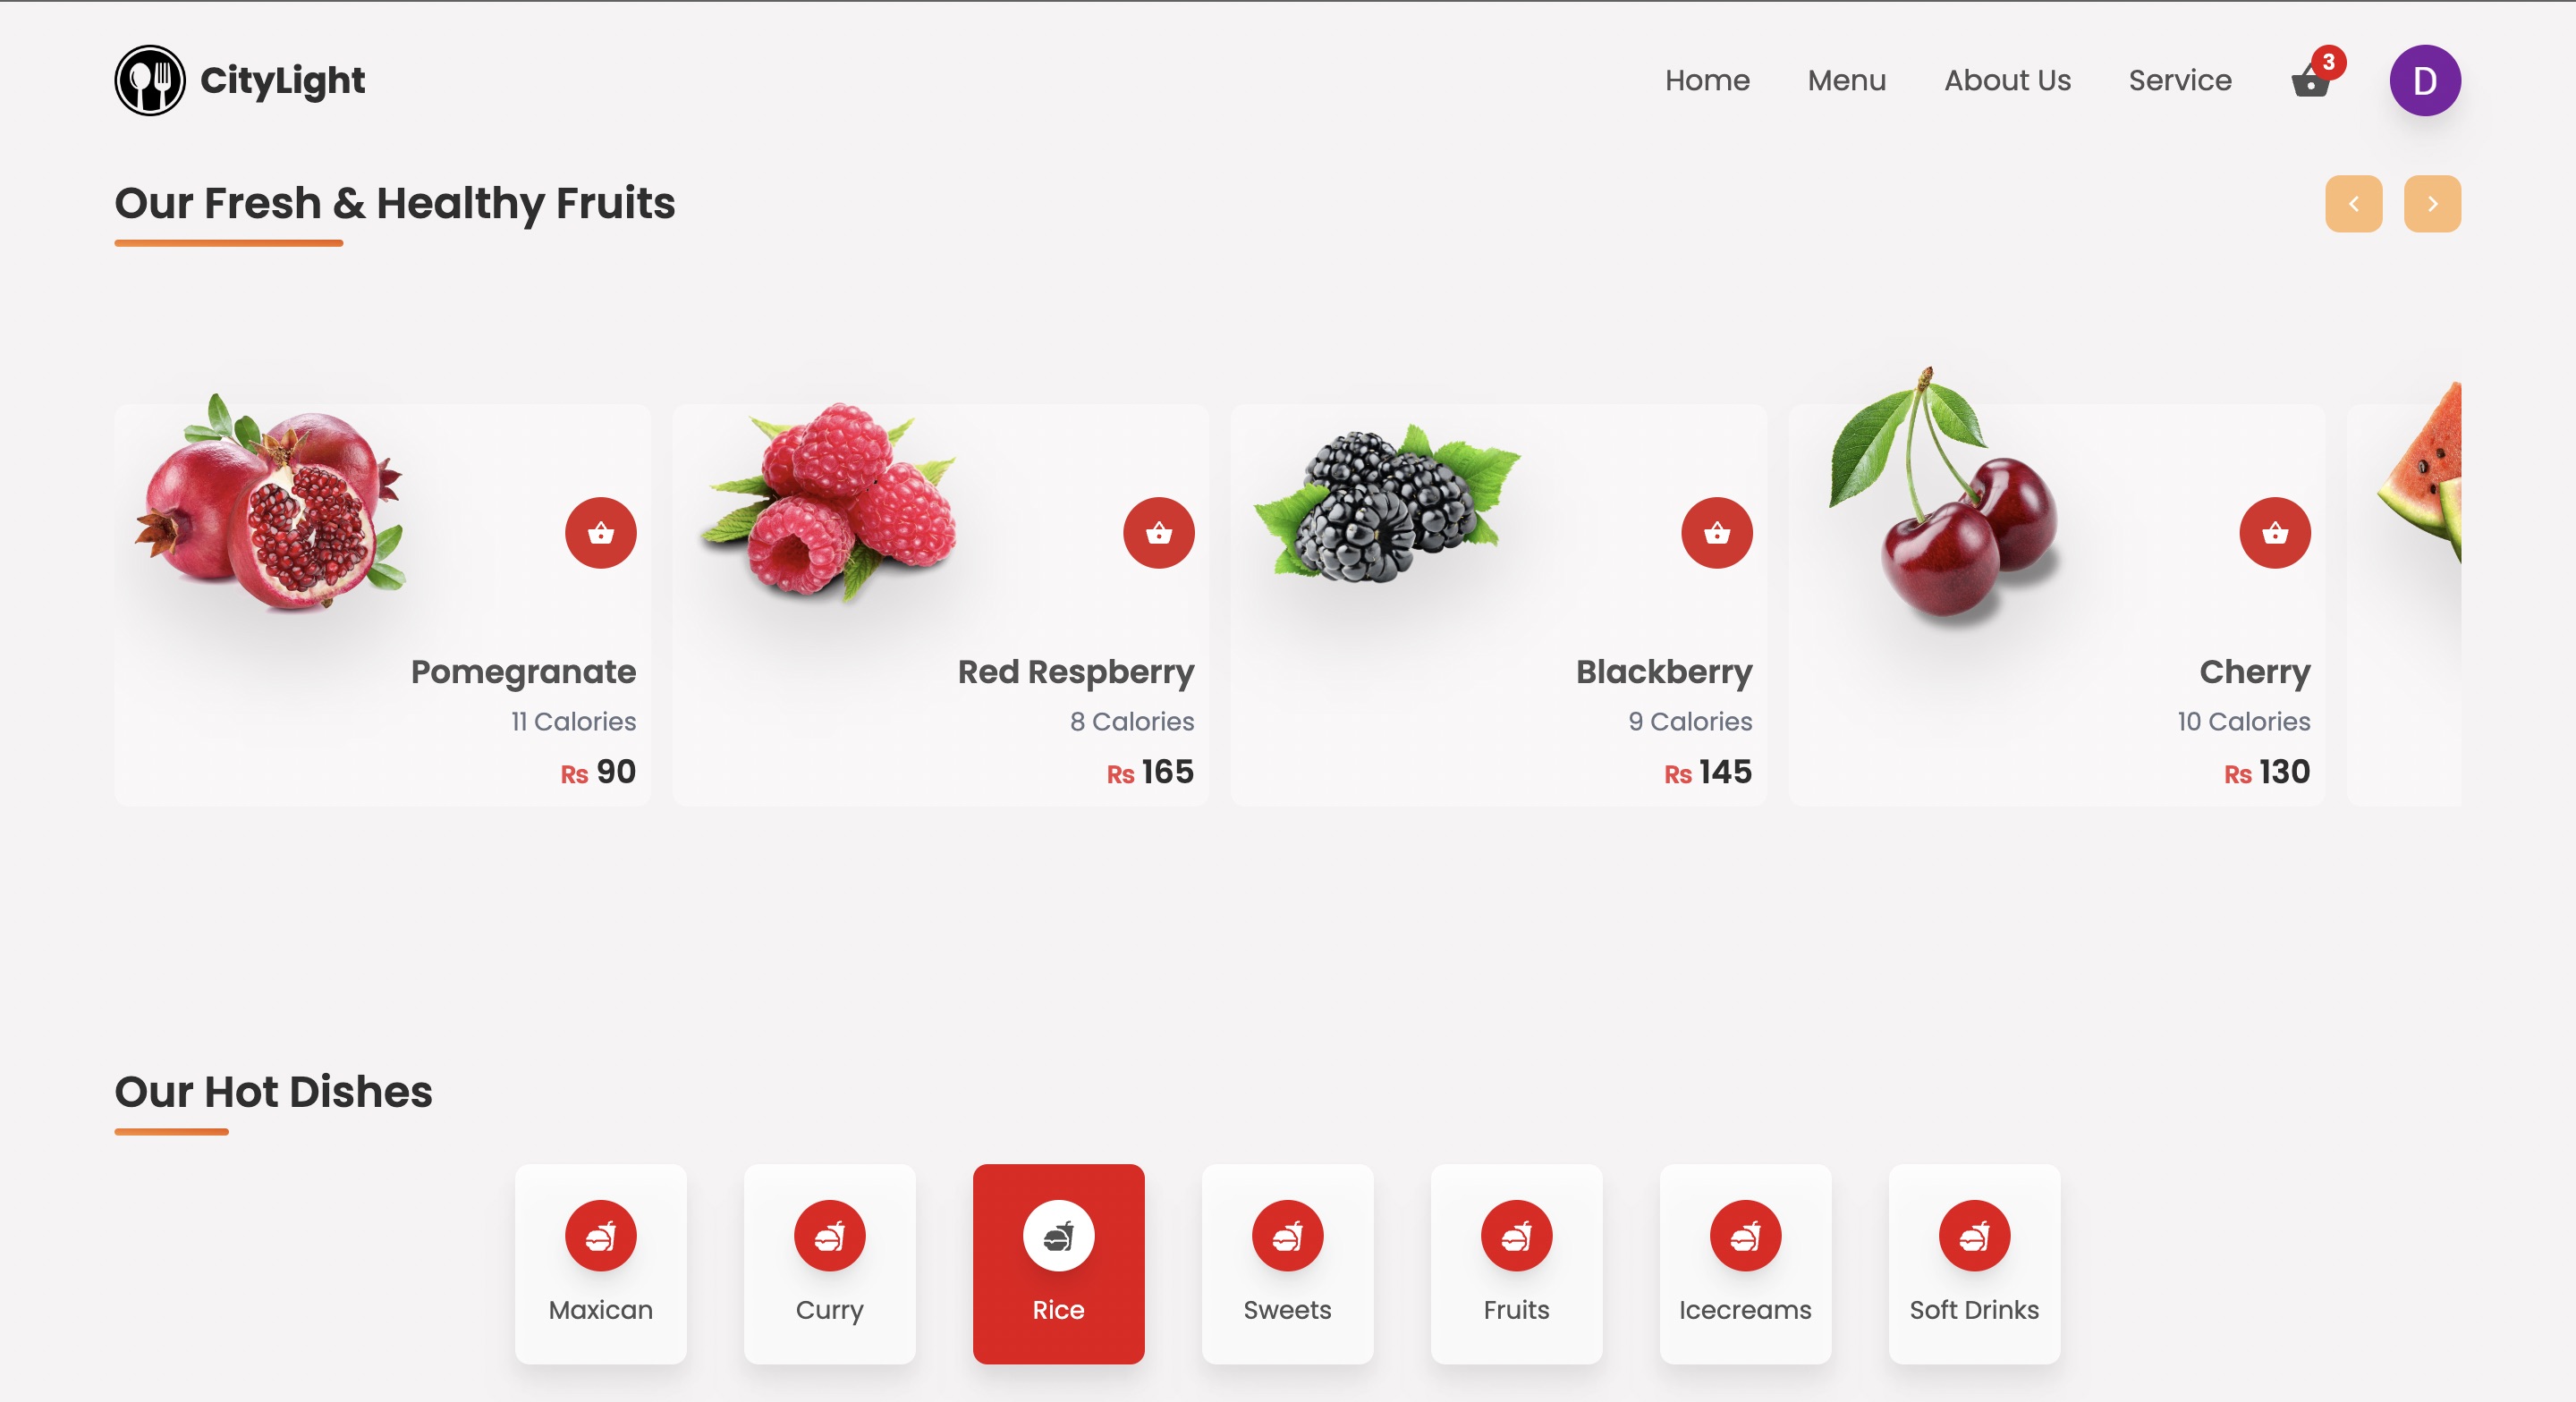 CityLight
Home Menu About Us Service 3 D
Our Fresh & Healthy Fruits
Pomegranate
11 Calories
Rs 90
Red Respberry
8 Calories
Rs 165
Blackberry
9 Calories
Rs 145
Cherry
10 Calories
Rs 130
Our Hot Dishes
Maxican
Curry
Rice
Sweets
Fruits
Icecreams
Soft Drinks